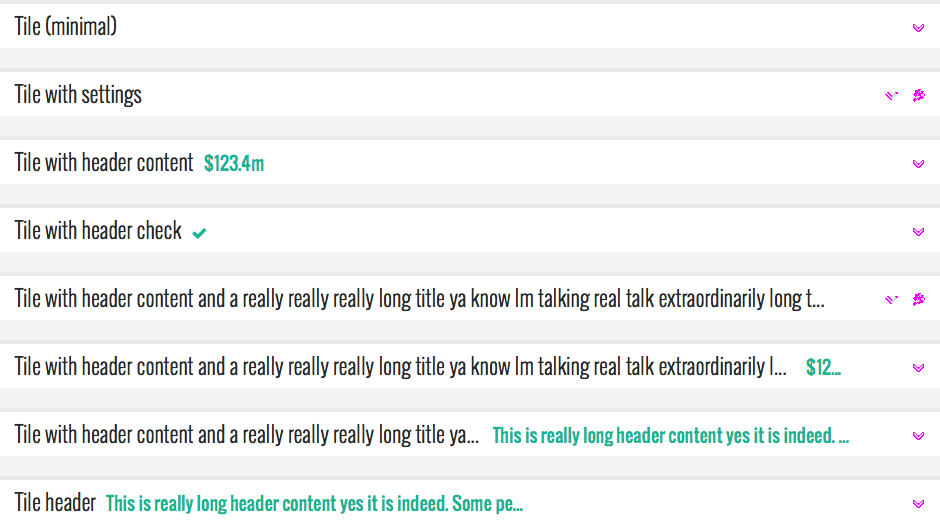 Tile (minimal)
Tile with settings
Tile with header content $123.4m
Tile with header check
Tile with header content and a really really really long title ya know Im talking real talk extraordinarily long t...
Tile with header content and a really really really long title ya know Im talking real talk extraordinarily l... $12...
Tile with header content and a really really really long title ya... This is really long header content yes it is indeed. ...
Tile header This is really long header content yes it is indeed. Some pe...